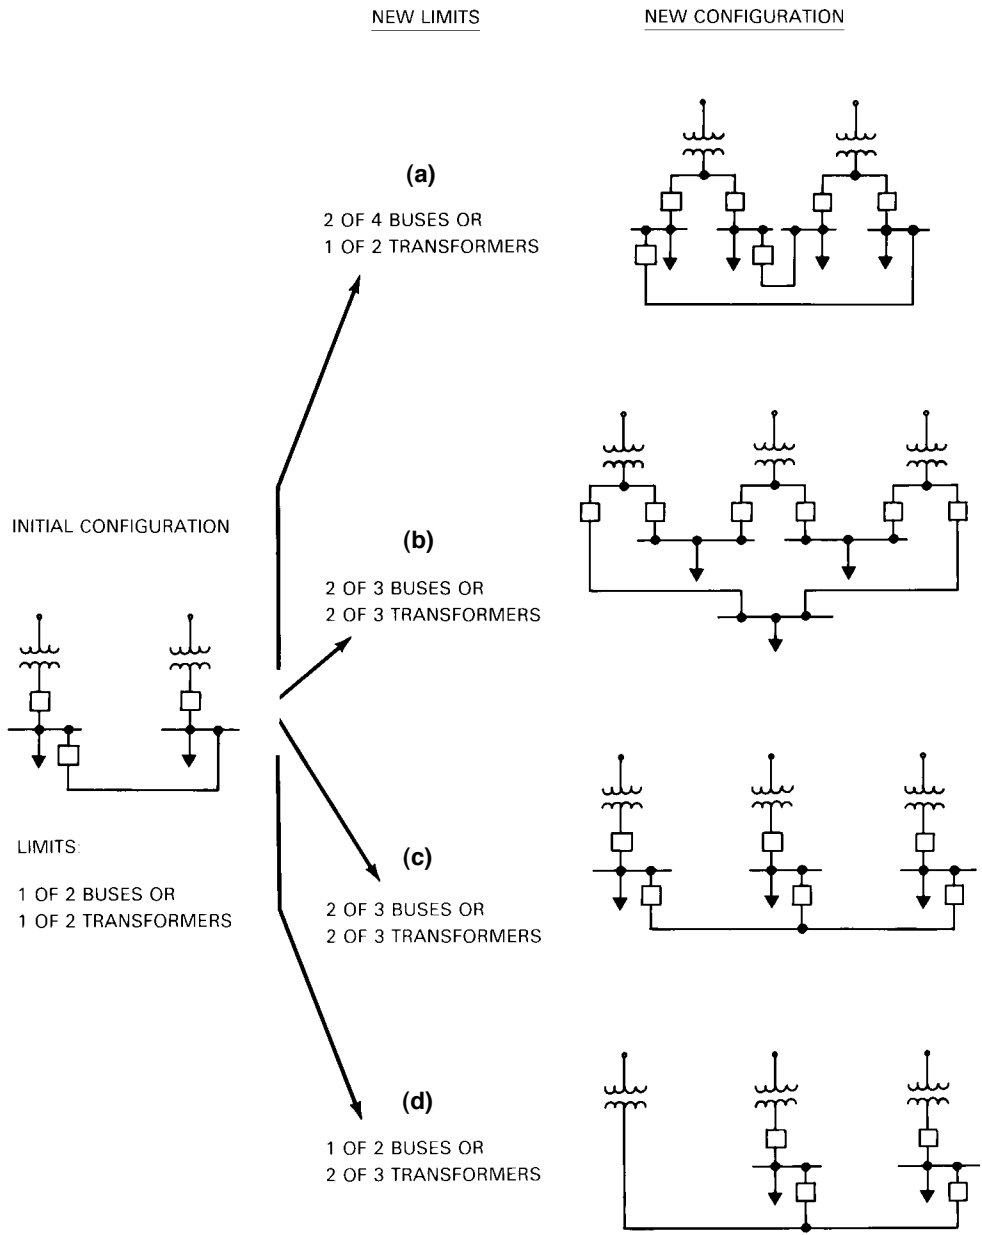 NEW LIMITS
NEW CONFIGURATION
(a)
2 OF 4 BUSES OR
1 OF 2 TRANSFORMERS
INITIAL CONFIGURATION
(b)
2 OF 3 BUSES OR
2 OF 3 TRANSFORMERS
LIMITS:
1 OF 2 BUSES OR
1 OF 2 TRANSFORMERS
(c)
2 OF 3 BUSES OR
2 OF 3 TRANSFORMERS
(d)
1 OF 2 BUSES OR
2 OF 3 TRANSFORMERS